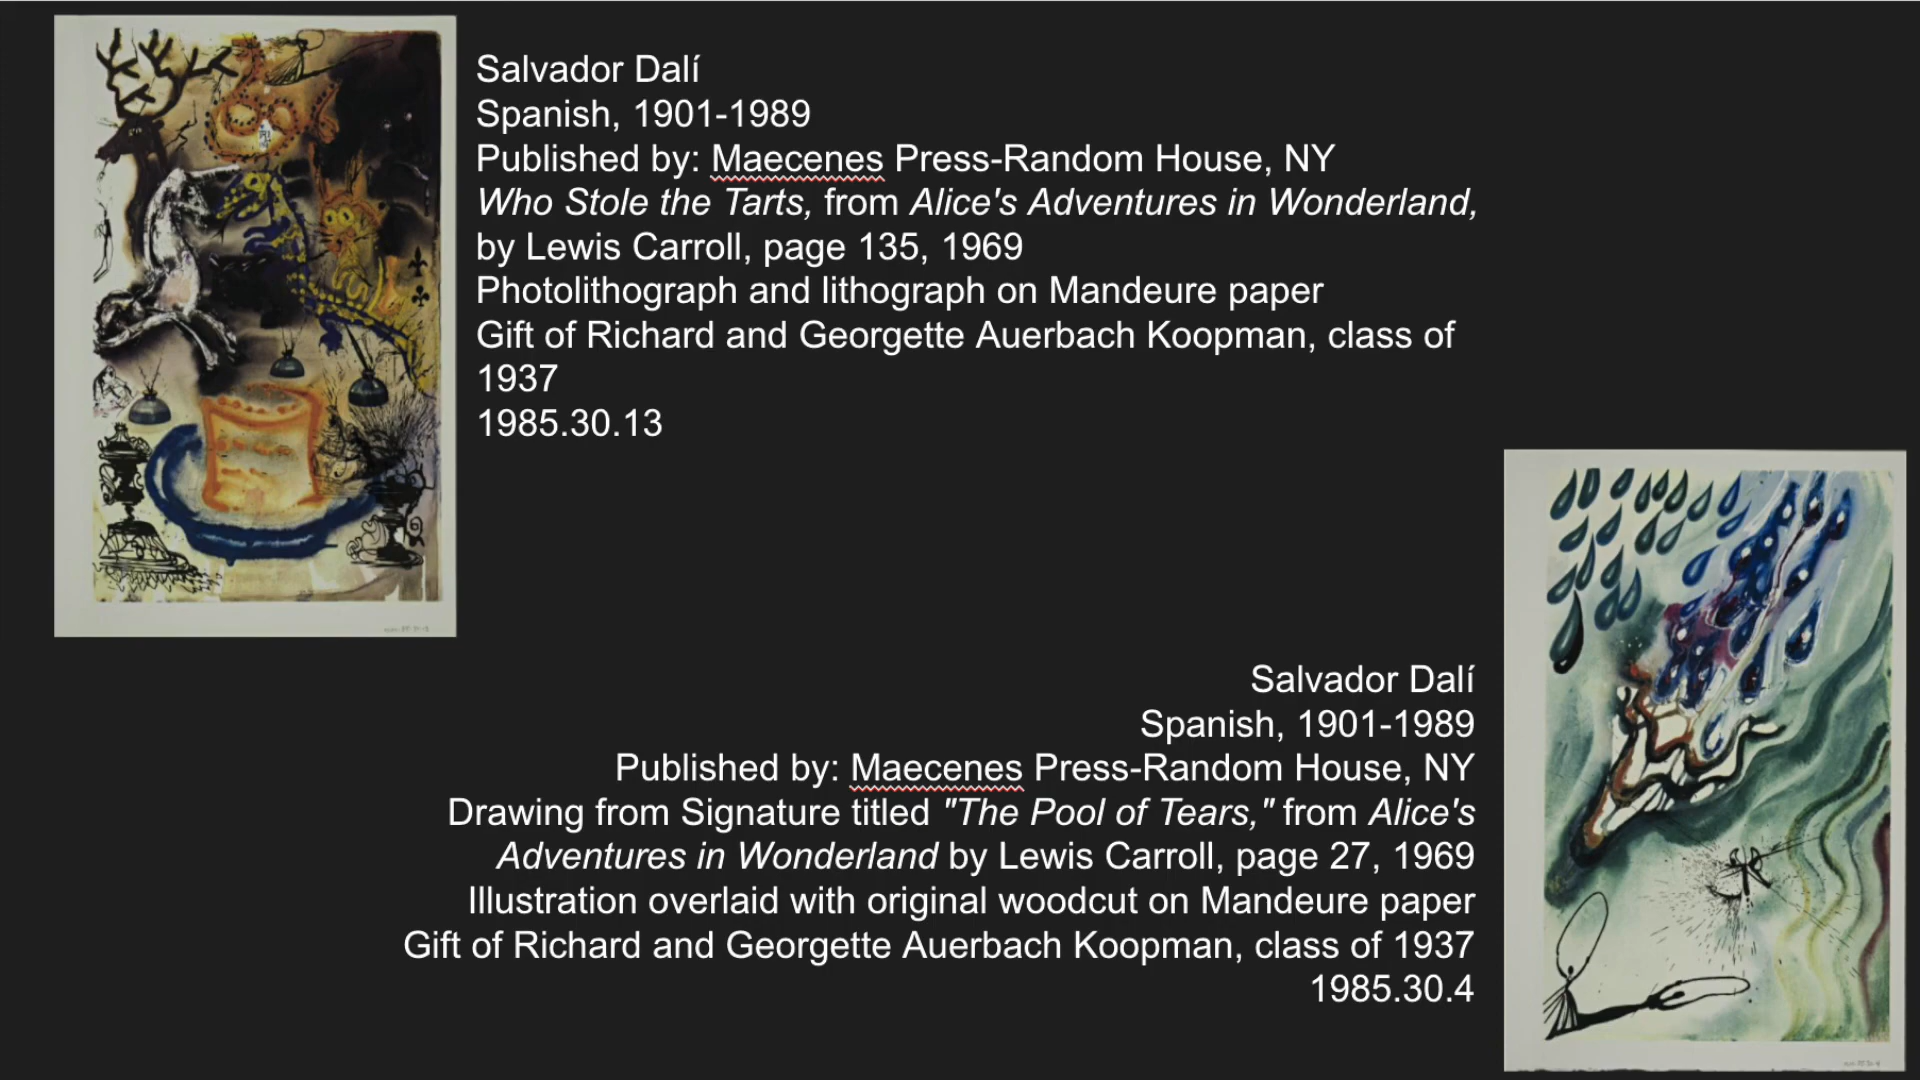 Salvador Dalí
Spanish, 1901-1989
Published by: Maecenes Press-Random House, NY
Who Stole the Tarts, from Alice's Adventures in Wonderland,
by Lewis Carroll, page 135, 1969
Photolithograph and lithograph on Mandeure paper
Gift of Richard and Georgette Auerbach Koopman, class of
1937
1985.30.13
Salvador Dalí
Spanish, 1901-1989
Published by: Maecenes Press-Random House, NY
Drawing from Signature titled "The Pool of Tears," from Alice's
Adventures in Wonderland by Lewis Carroll, page 27, 1969
Illustration overlaid with original woodcut on Mandeure paper
Gift of Richard and Georgette Auerbach Koopman, class of 1937
1985.30.4